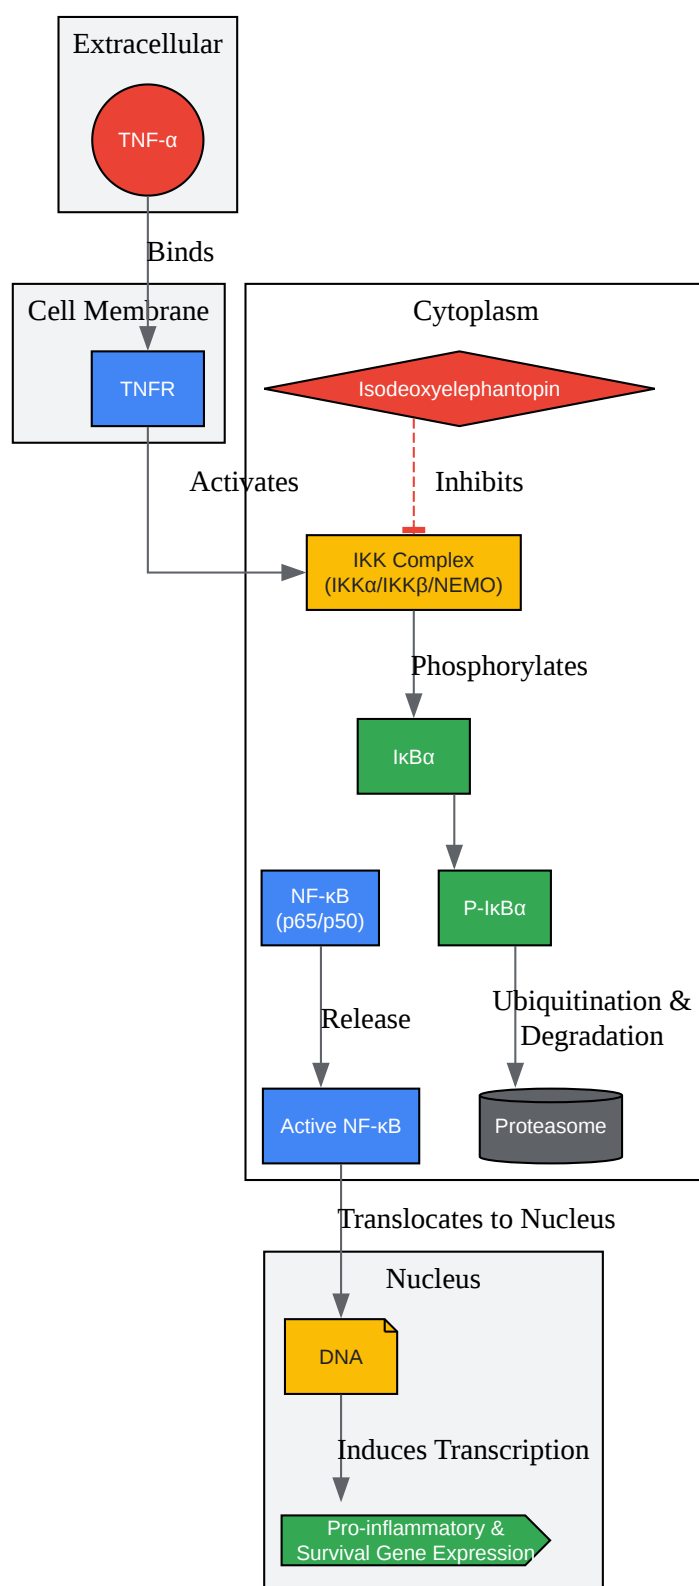 Extracellular
TNF-α
Binds
Cell Membrane
Cytoplasm
TNFR
Isodeoxyelephantopin
Activates
Inhibits
IKK Complex
(IKKα/IKKβ/NEMO)
Phosphorylates
IκBα
NF-κB
(p65/p50)
P-IκBα
Release
Ubiquitination &
Degradation
Active NF-κB
Proteasome
Translocates to Nucleus
Nucleus
DNA
Induces Transcription
Pro-inflammatory &
Survival Gene Expression